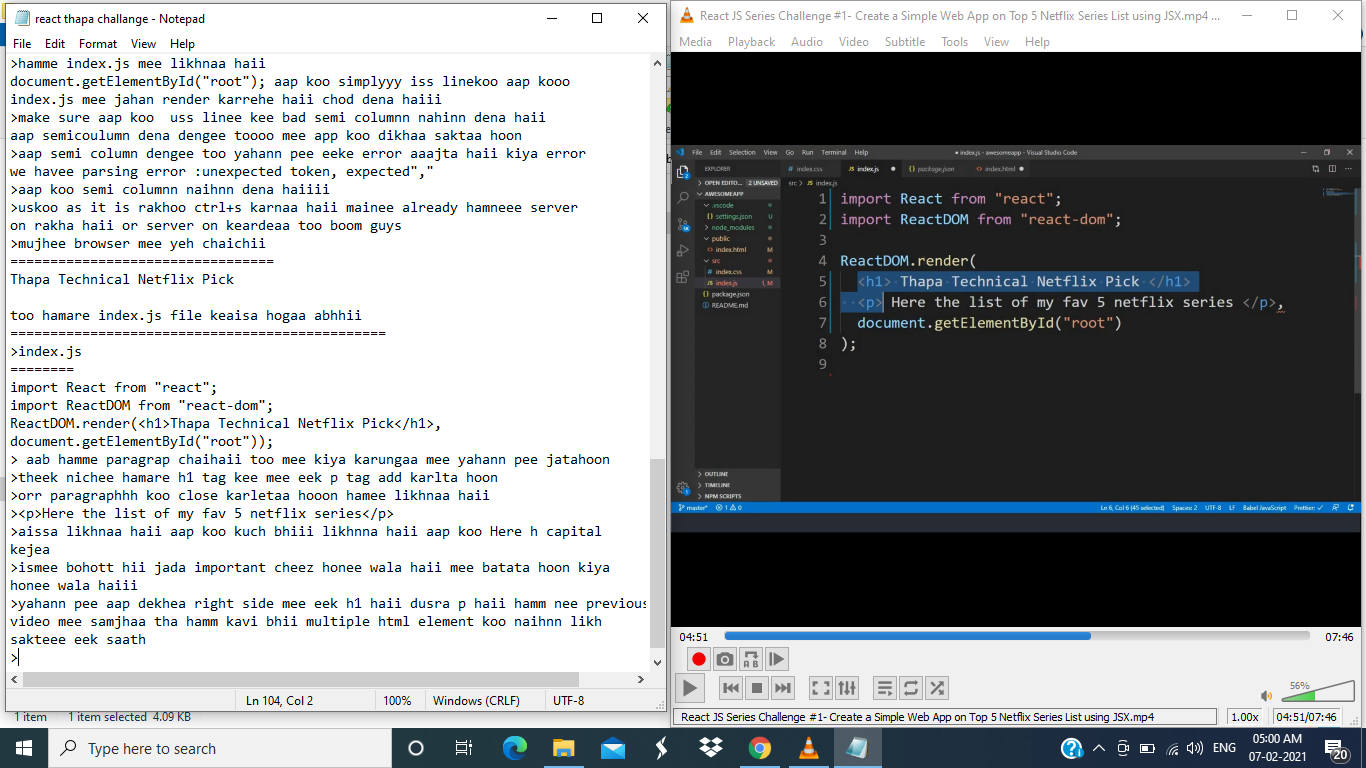 react thapa challange - Notepad
File Edit Format View Help
>hamme index.js mee likhnaa haii
document.getElementById("root"); aap koo simplyyy iss linekoo aap kooo
index.js mee jahan render karrehe haii chod dena haiii
>make sure aap koo  uss linee kee bad semi columnn nahinn dena haii
aap semicoulumn dena dengee toooo mee app koo dikhaa saktaa hoon
>aap semi column dengee too yahann pee eeke error aaajta haii kiya error
we havee parsing error :unexpected token, expected","
>aap koo semi columnn naihnn dena haiiii
>uskoo as it is rakhoo ctrl+s karnaa haii mainee already hamneee server
on rakha haii or server on keardeaa too boom guys
>mujhee browser mee yeh chaichii
=================================
Thapa Technical Netflix Pick
too hamare index.js file keaisa hogaa abhhii
===============================================
>index.js
========
import React from "react";
import ReactDOM from "react-dom";
ReactDOM.render(<h1>Thapa Technical Netflix Pick</h1>,
document.getElementById("root"));
> aab hamme paragrap chaihaii too mee kiya karungaa mee yahann pee jatahoon
>theek nichee hamare h1 tag kee mee eek p tag add karlta hoon
>orr paragraphhh koo close karletaa hooon hamee likhnaa haii
><p>Here the list of my fav 5 netflix series</p>
>aissa likhnaa haii aap koo kuch bhiii likhnna haii aap koo Here h capital
kejea
>ismee bohott hii jada important cheez honee wala haii mee batata hoon kiya
honee wala haiii
>yahann pee aap dekhea right side mee eek h1 haii dusra p haii hamm nee previous
video mee samjhaa tha hamm kavi bhii multiple html element koo naihnn likh
sakteee eek saath
>
Ln 104, Col 2 100% Windows (CRLF) UTF-8
1 item 1 item selected 4.09 KB
React JS Series Challenge #1- Create a Simple Web App on Top 5 Netflix Series List using JSX.mp4 ...
Media Playback Audio Video Subtitle Tools View Help
File Edit Selection View Go Run Terminal Help
● index.js - awesomeapp - Visual Studio Code
EXPLORER
index.css index.js package.json index.html
OPEN EDITO... 2 UNSAVED
src > index.js
AWESOMEAPP
.vscode
settings.json U
node_modules
public
index.html M
src
index.css M
index.js 1, M
package.json M
README.md
1 import React from "react";
2 import ReactDOM from "react-dom";
3
4 ReactDOM.render(
5 <h1> Thapa Technical Netflix Pick </h1>
6 <p> Here the list of my fav 5 netflix series </p>,
7 document.getElementById("root")
8 );
9
OUTLINE
TIMELINE
NPM SCRIPTS
master* 1 0 Ln 6, Col 6 (45 selected) Spaces: 2 UTF-8 LF Babel JavaScript Prettier: ✓
04:51 07:46
A B
56%
React JS Series Challenge #1- Create a Simple Web App on Top 5 Netflix Series List using JSX.mp4 1.00x 04:51/07:46
Type here to search
ENG
05:00 AM
07-02-2021
20